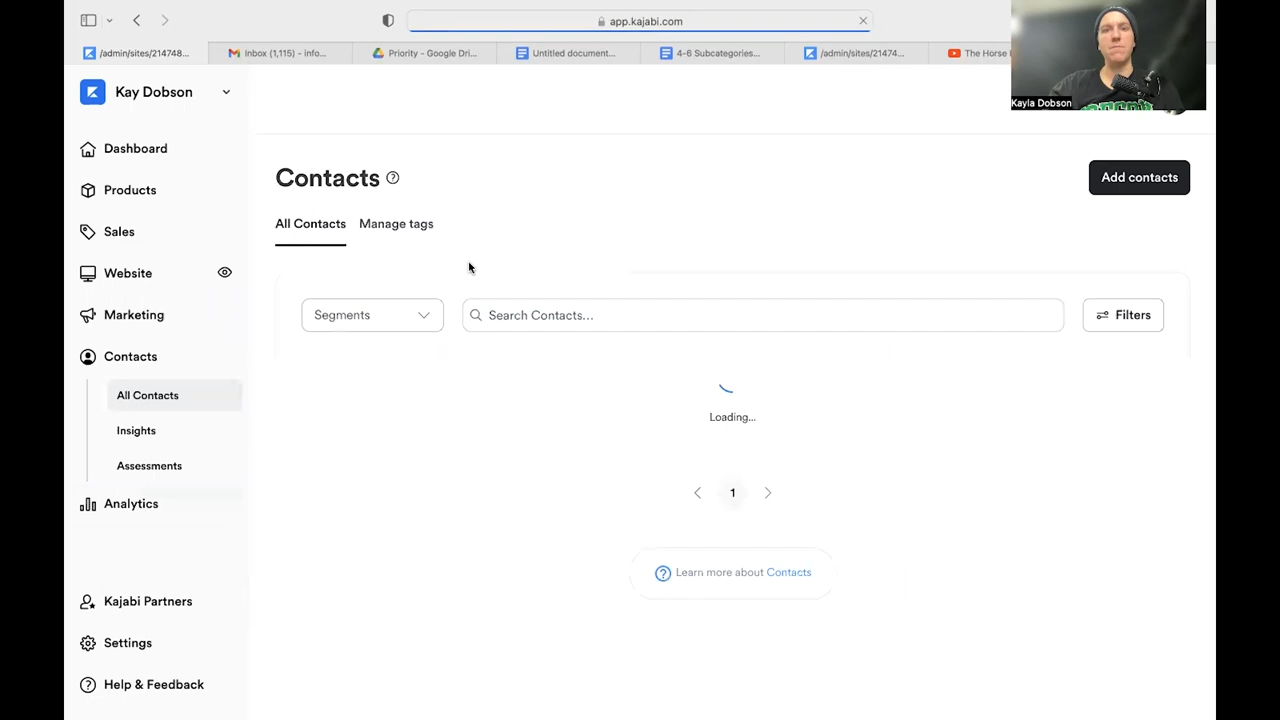 app.kajabi.com
/admin/sites/214748...
Inbox (1,115) - info...
Priority - Google Dri...
Untitled document...
4-6 Subcategories...
/admin/sites/21474...
The Horse
Kayla Dobson
Kay Dobson
Dashboard
Products
Sales
Website
Marketing
Contacts
All Contacts
Insights
Assessments
Analytics
Kajabi Partners
Settings
Help & Feedback
Contacts
Add contacts
All Contacts
Manage tags
Segments
Search Contacts...
Filters
Loading...
1
Learn more about Contacts